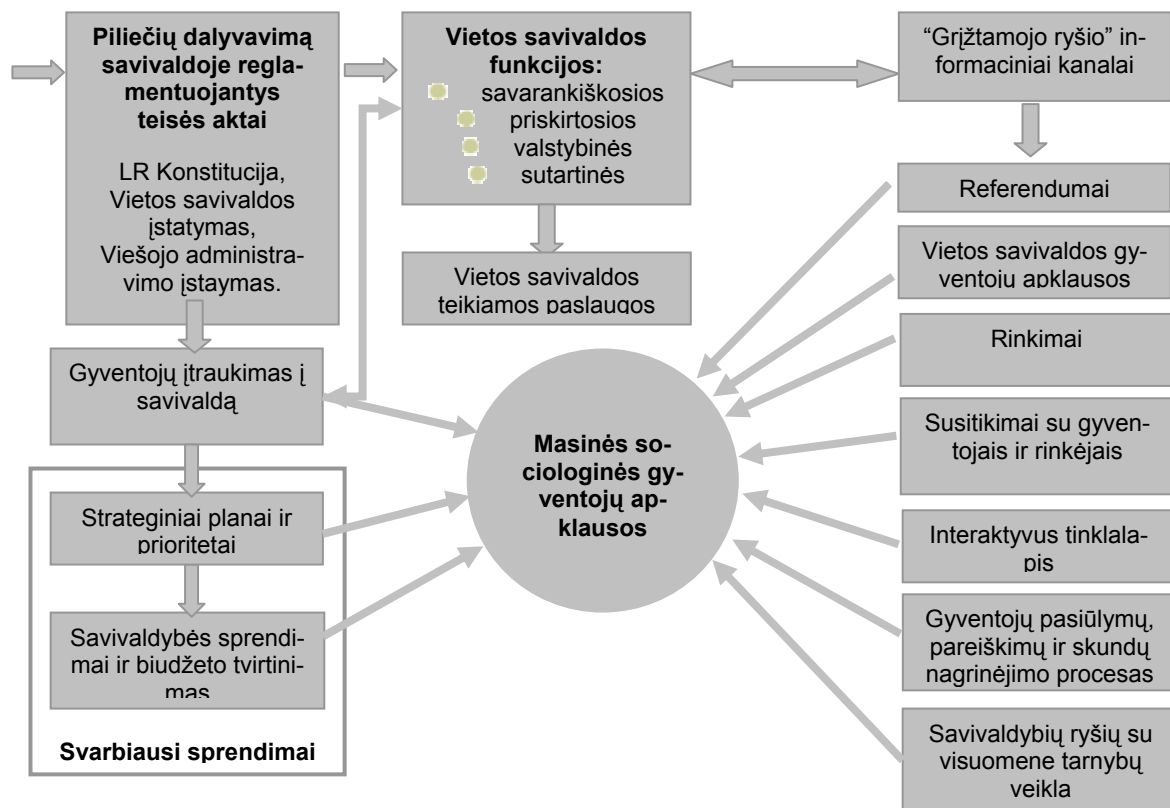 Piliečių dalyvavimą
savivaldoje regla-
mentuojantys
teisės aktai
LR Konstitucija,
Vietos savivaldos
įstatymas,
Viešojo administra-
vimo įstaymas.
Vietos savivaldos
funkcijos:
savarankiškosios
priskirtosios
valstybinės
sutartinės
“Grįžtamojo ryšio” in-
formaciniai kanalai
Referendumai
Vietos savivaldos
teikiamos paslaugos
Vietos savivaldos gy-
ventojų apklausos
Rinkimai
Gyventojų įtraukimas į
savivaldą
Masinės so-
ciologinės gy-
ventojų ap-
klausos
Susitikimai su gyven-
tojais ir rinkėjais
Strateginiai planai ir
prioritetai
Interaktyvus tinklala-
pis
Savivaldybės sprendi-
mai ir biudžeto tvirtini-
mas
Gyventojų pasiūlymų,
pareiškimų ir skundų
nagrinėjimo procesas
Svarbiausi sprendimai
Savivaldybių ryšių su
visuomene tarnybų
veikla